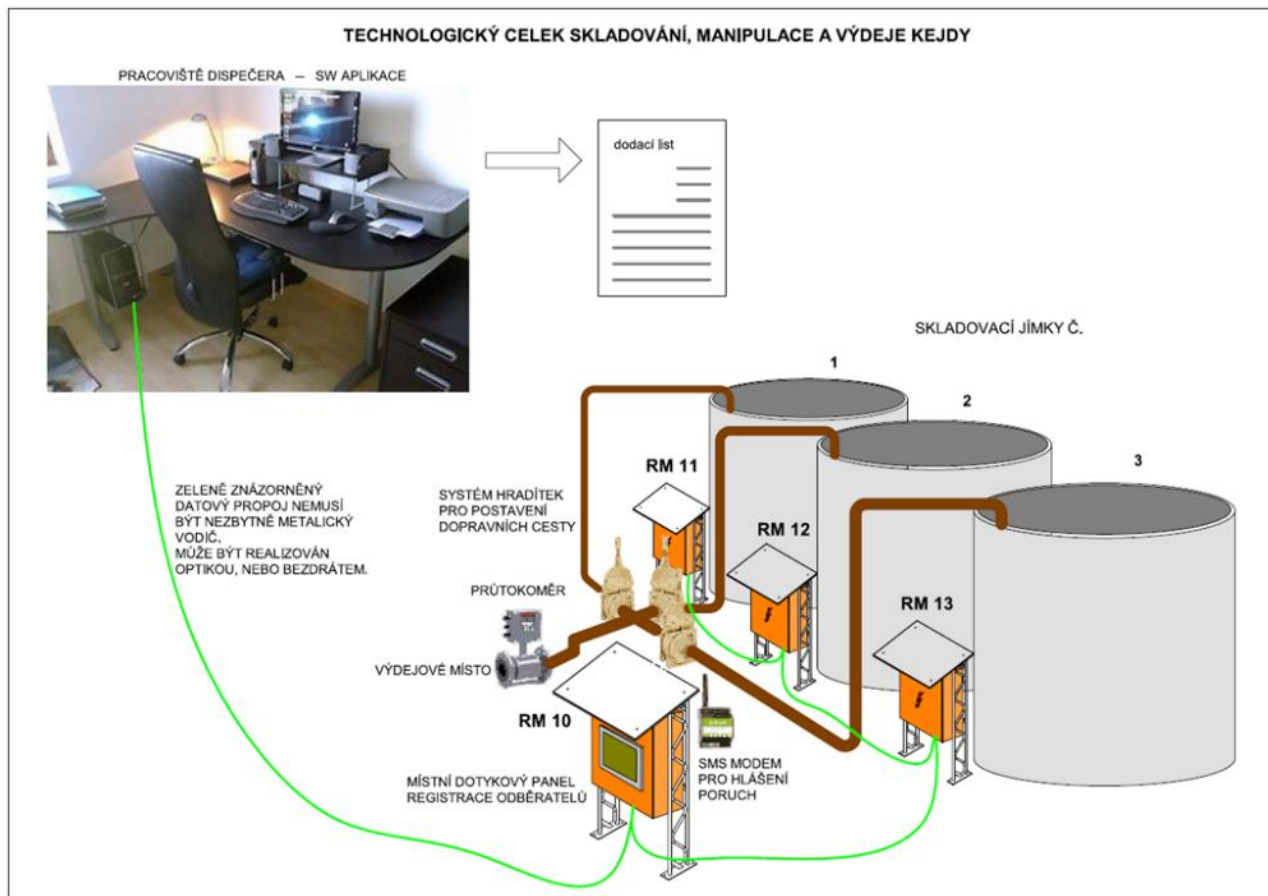 TECHNOLOGICKÝ CELEK SKLADOVÁNÍ, MANIPULACE A VÝDEJE KEJDY
PRACOVIŠTĚ DISPEČERA – SW APLIKACE
dodací list
SKLADOVACÍ JÍMKY Č.
1
2
3
RM 11
RM 12
RM 13
ZELENĚ ZNÁZORNĚNÝ
DATOVÝ PROPOJ NEMUSÍ
BÝT NEZBYTNĚ METALICKÝ
VODIČ.
MŮŽE BÝT REALIZOVÁN
OPTIKOU, NEBO BEZDRÁTEM.
SYSTÉM HRADÍTEK
PRO POSTAVENÍ
DOPRAVNÍCH CESTY
PRŮTOKOMĚR
VÝDEJOVÉ MÍSTO
RM 10
MÍSTNÍ DOTYKOVÝ PANEL
REGISTRACE ODBĚRATELŮ
SMS MODEM
PRO HLÁŠENÍ
PORUCH